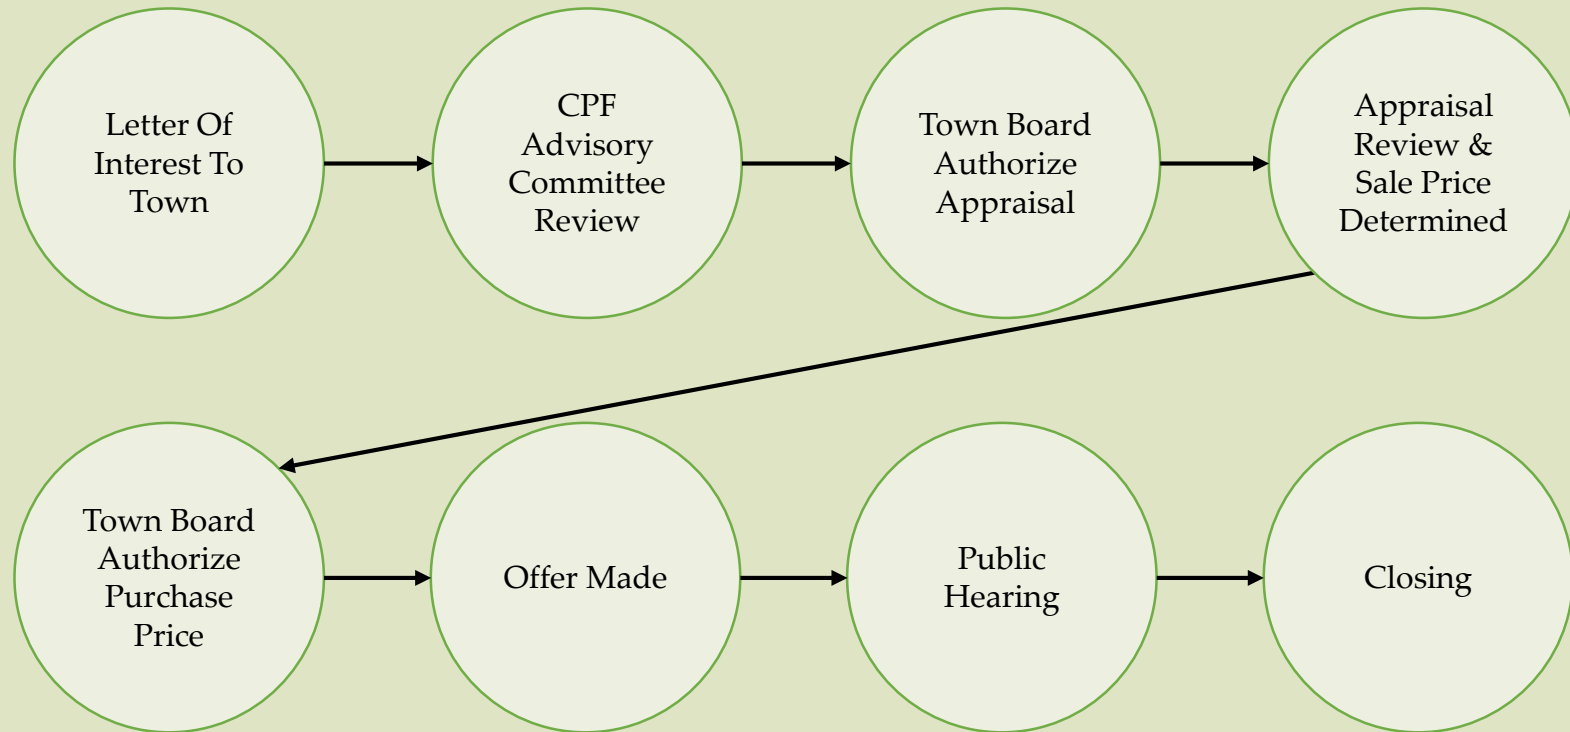 Letter Of
Interest To
Town
CPF
Advisory
Committee
Review
Town Board
Authorize
Appraisal
Appraisal
Review &
Sale Price
Determined
Town Board
Authorize
Purchase
Price
Offer Made
Public
Hearing
Closing